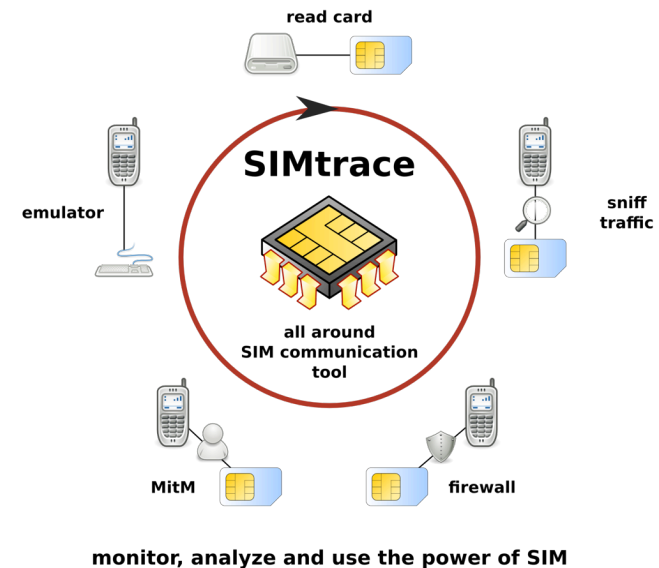 read card
SIMtrace
emulator
sniff
traffic
all around
SIM communication
tool
MitM
firewall
monitor, analyze and use the power of SIM